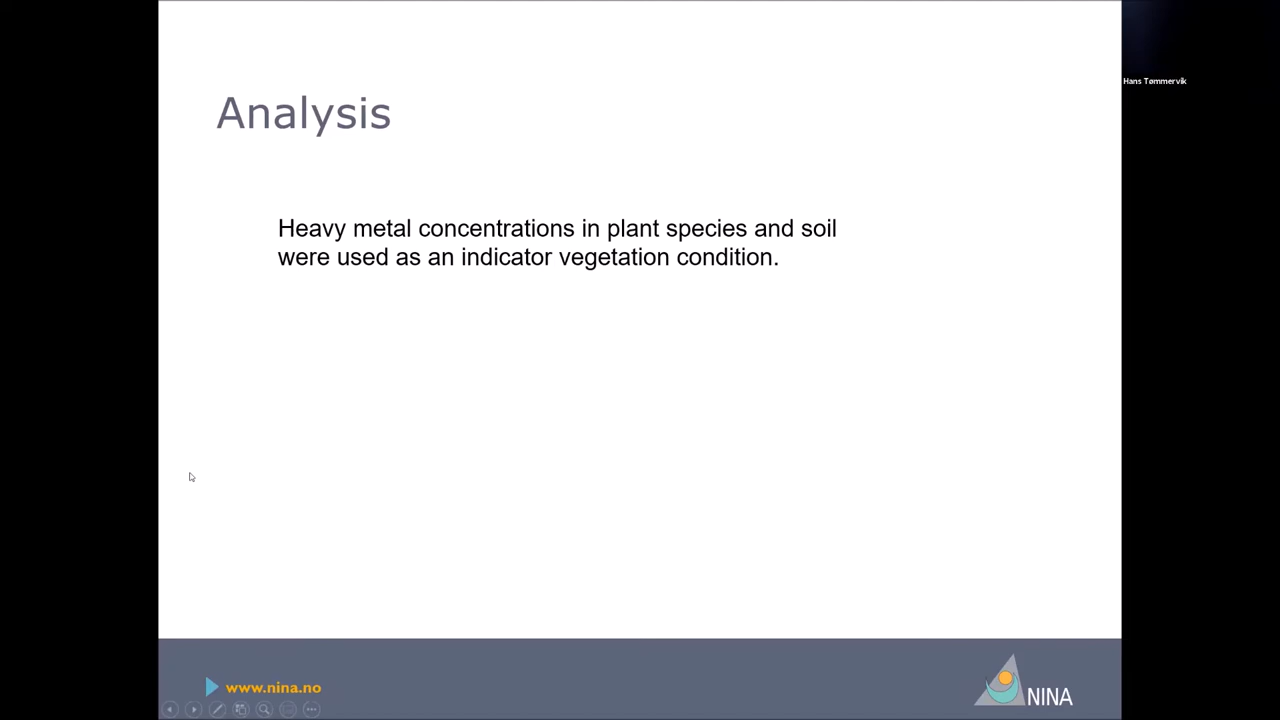 Hans Tømmervik
Analysis
Heavy metal concentrations in plant species and soil
were used as an indicator vegetation condition.
www.nina.no
NINA